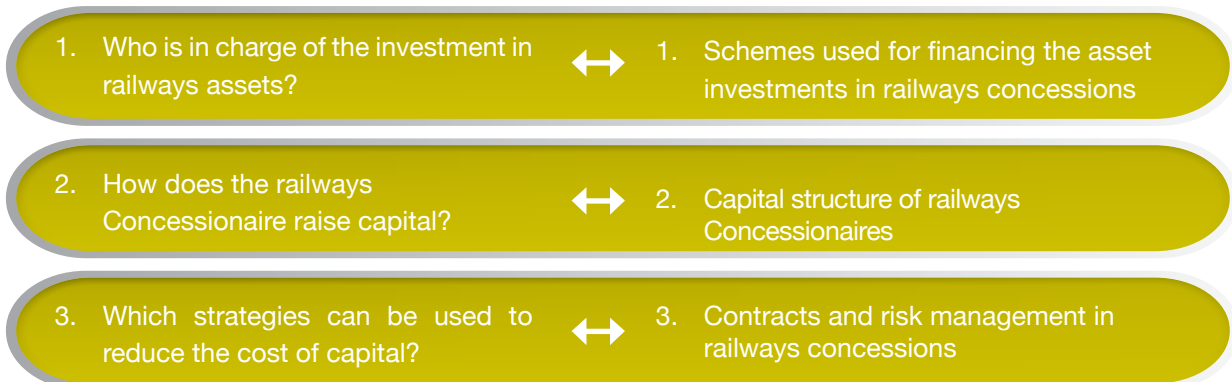 1. Who is in charge of the investment in
railways assets?
1. Schemes used for financing the asset
investments in railways concessions
2. How does the railways
Concessionaire raise capital?
2. Capital structure of railways
Concessionaires
3. Which strategies can be used to
reduce the cost of capital?
3. Contracts and risk management in
railways concessions